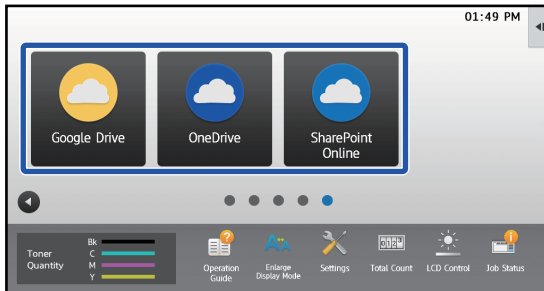 01:49 PM
Google Drive
OneDrive
SharePoint
Online
Toner
Quantity
Bk
C
M
Y
Operation
Guide
Enlarge
Display Mode
Settings
Total Count
LCD Control
Job Status